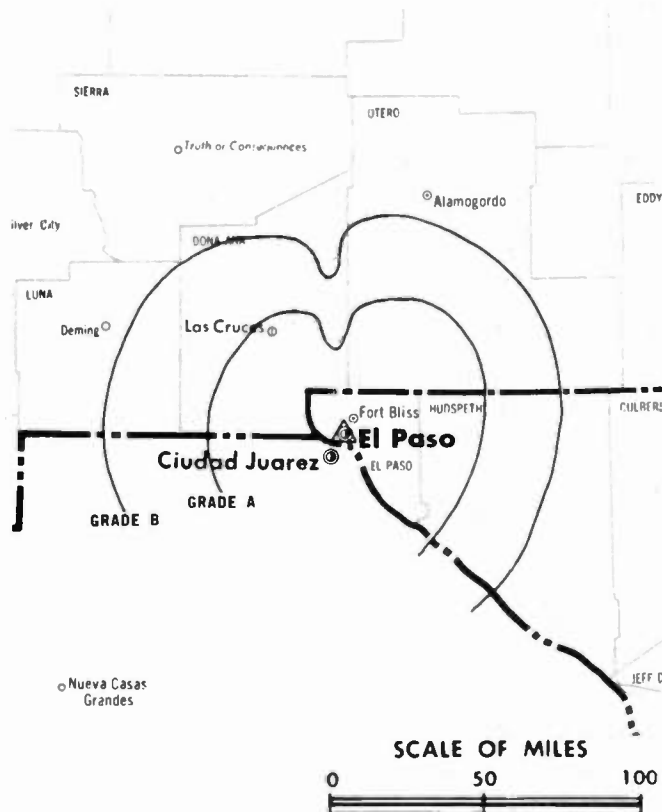 SIERRA
OTERO
Truth or Consequences
Alamogordo
EDDY
ilver City
DONA ANA
LUNA
Deming
Las Cruces
Fort Bliss
HUDSPETH
CULBERS
El Paso
Ciudad Juarez
EL PASO
GRADE A
GRADE B
Nueva Casas
Grandes
JEFF D
SCALE OF MILES
0 50 100